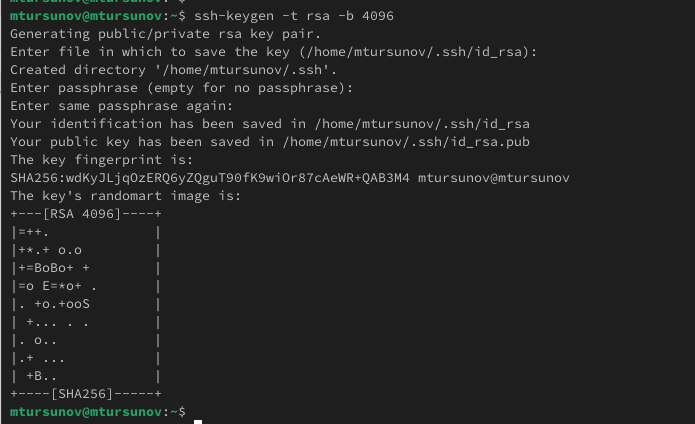 mtursunov@mtursunov:~$ ssh-keygen -t rsa -b 4096
Generating public/private rsa key pair.
Enter file in which to save the key (/home/mtursunov/.ssh/id_rsa):
Created directory '/home/mtursunov/.ssh'.
Enter passphrase (empty for no passphrase):
Enter same passphrase again:
Your identification has been saved in /home/mtursunov/.ssh/id_rsa
Your public key has been saved in /home/mtursunov/.ssh/id_rsa.pub
The key fingerprint is:
SHA256:wdKyJLjqOzERQ6yZQguT90fK9wiOr87cAeWR+QAB3M4 mtursunov@mtursunov
The key's randomart image is:
+---[RSA 4096]----+
|=++.             |
|+*.+ o.o         |
|+=BoBo+ +        |
|=o E=*o+ .       |
|. +o.+ooS        |
| +... . .        |
|. o..            |
|.+ ...           |
| +B..            |
+----[SHA256]-----+
mtursunov@mtursunov:~$